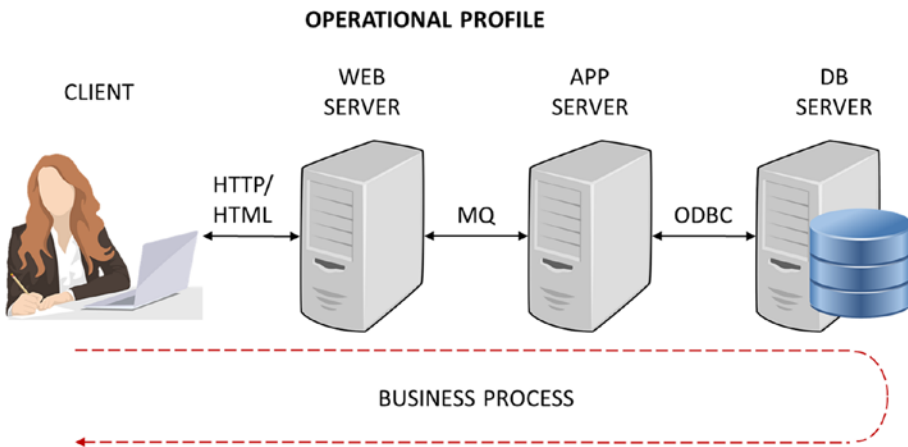 OPERATIONAL PROFILE
CLIENT
WEB
SERVER
APP
SERVER
DB
SERVER
HTTP/
HTML
MQ
ODBC
BUSINESS PROCESS